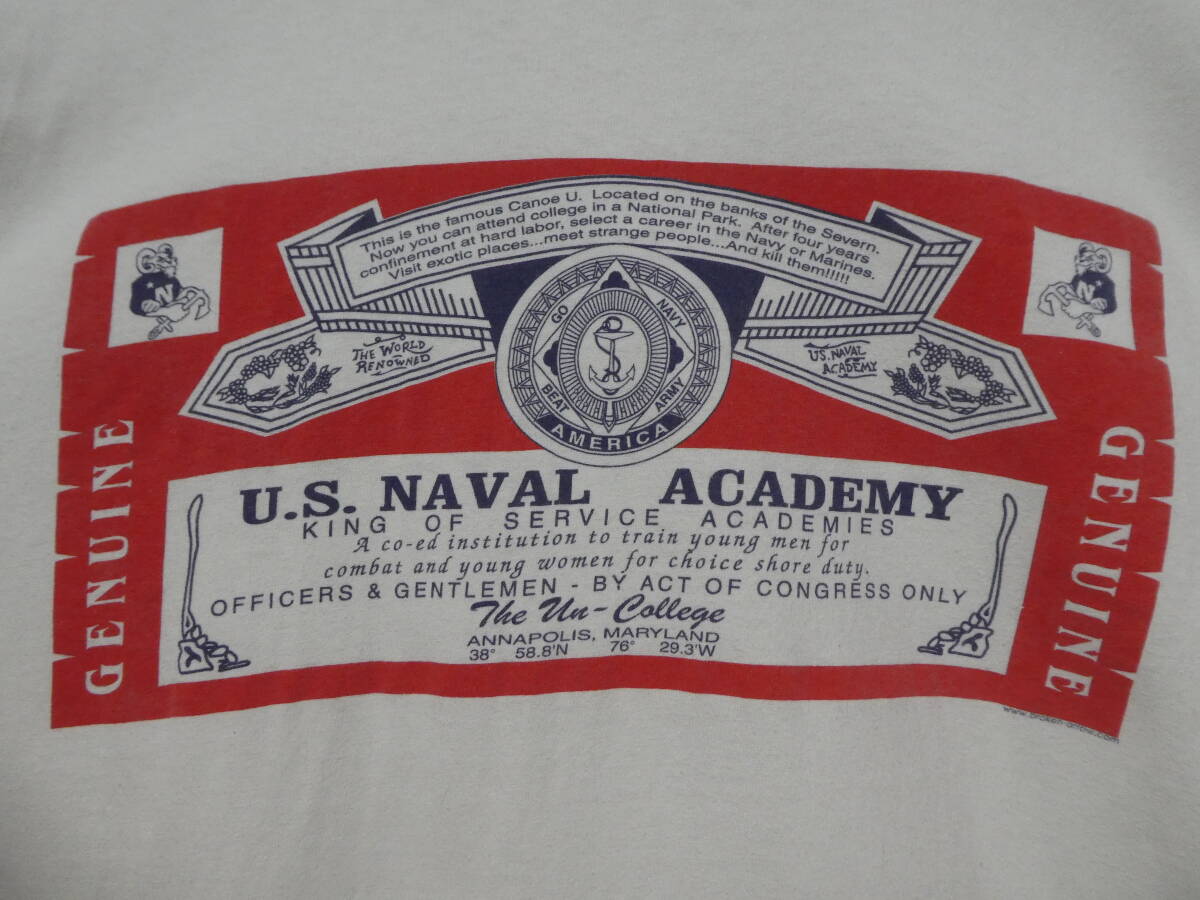 This is the famous Canoe U. Located on the banks of the Severn.
Now you can attend college in a National Park. After four years
confinement at hard labor, select a career in the Navy or Marines.
Visit exotic places...meet strange people...And kill them!!!!!
N
N
THE WORLD
RENOWNED
U.S. NAVAL
ACADEMY
GO NAVY
BEAT ARMY
AMERICA
GENUINE
GENUINE
U.S. NAVAL ACADEMY
KING OF SERVICE ACADEMIES
A co-ed institution to train young men for
combat and young women for choice shore duty.
OFFICERS & GENTLEMEN - BY ACT OF CONGRESS ONLY
The Un-College
ANNAPOLIS, MARYLAND
38° 58.8'N 76° 29.3'W
www.broken-arrow.com